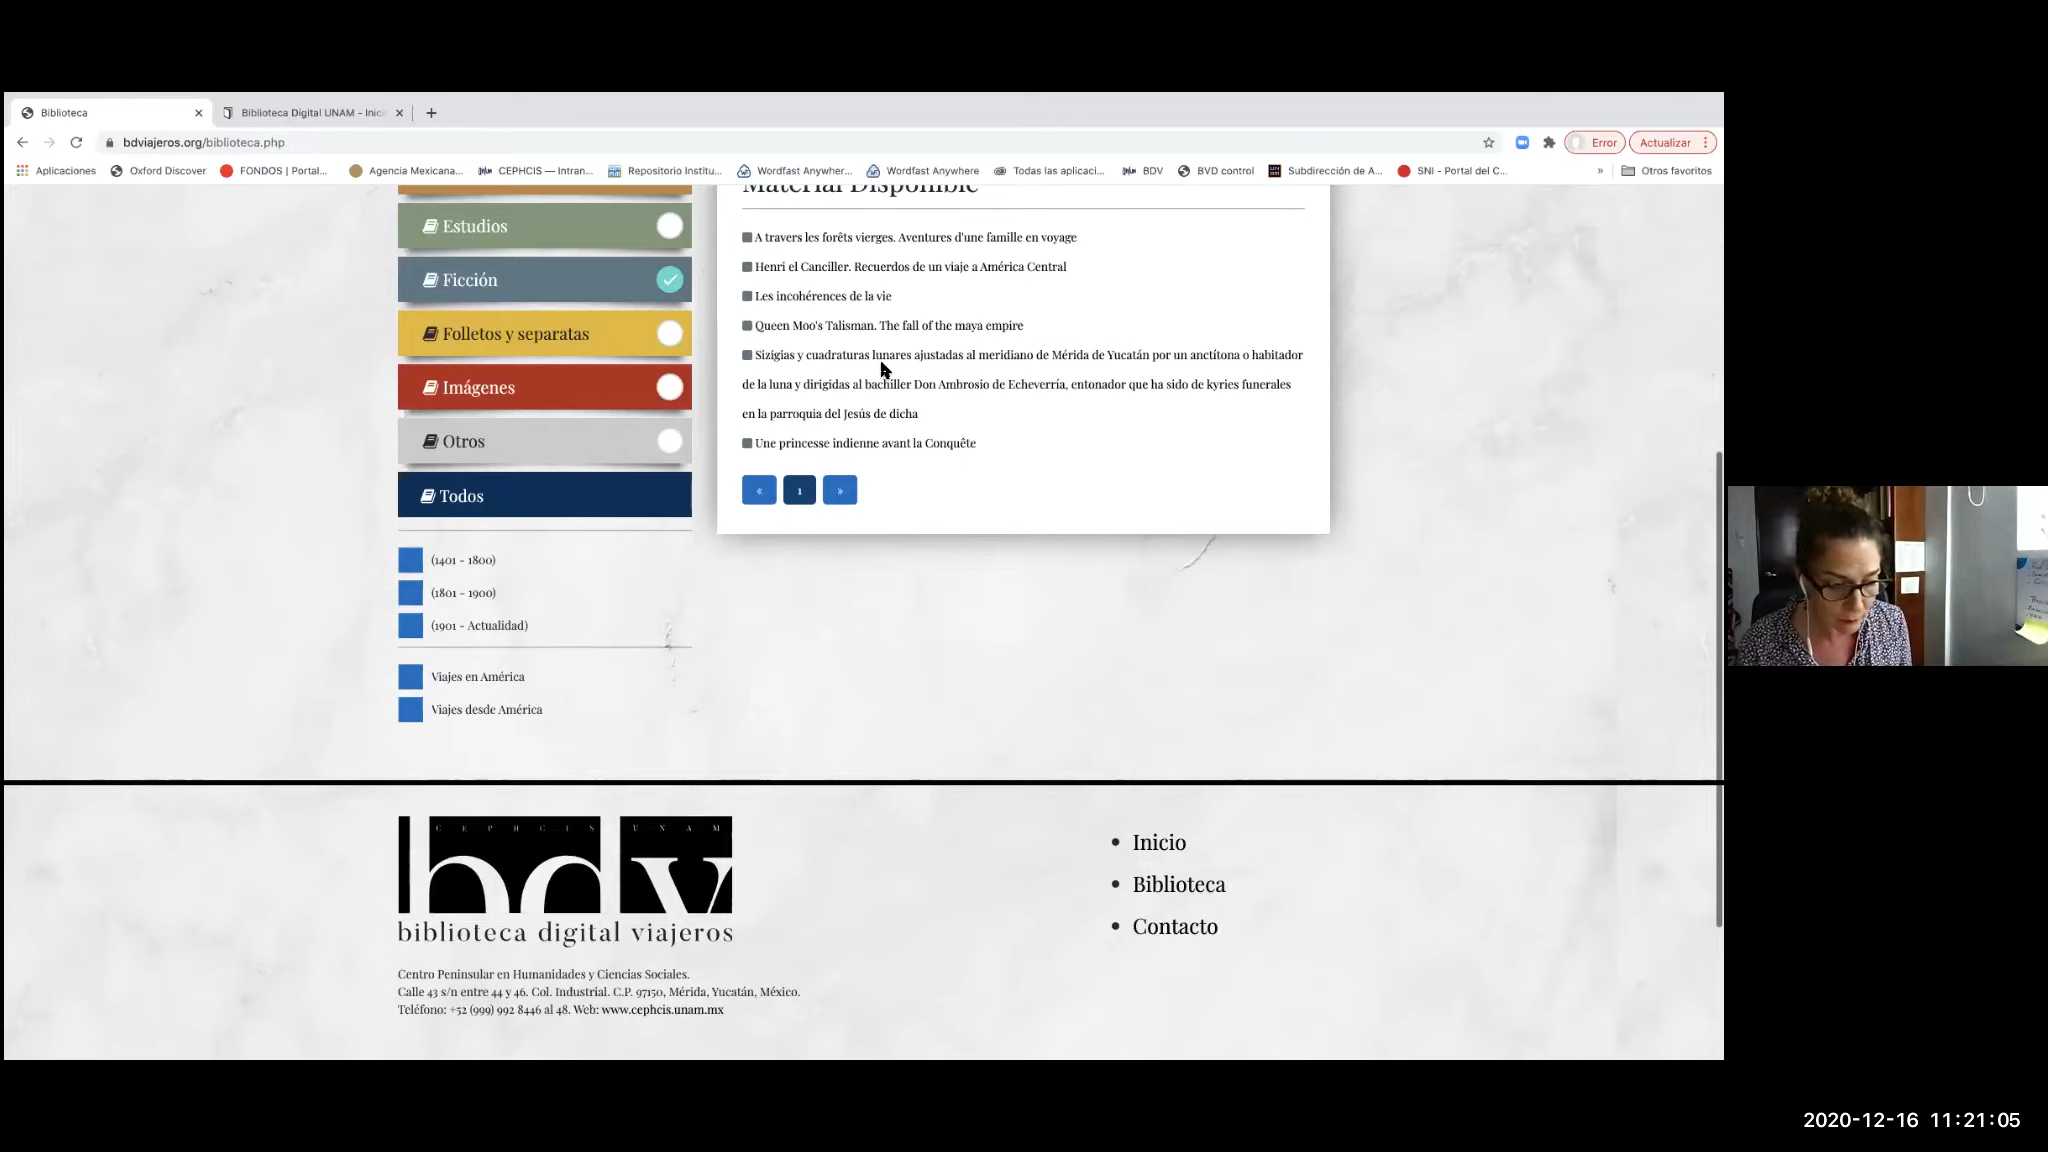 Biblioteca
Biblioteca Digital UNAM - Inici
bdviajeros.org/biblioteca.php
Error
Actualizar
Aplicaciones
Oxford Discover
FONDOS | Portal...
Agencia Mexicana...
CEPHCIS — Intran...
Repositorio Institu...
Wordfast Anywher...
Wordfast Anywhere
Todas las aplicaci...
BDV
BVD control
Subdirección de A...
SNI - Portal del C...
»
Otros favoritos
Estudios
Ficción
Folletos y separatas
Imágenes
Otros
Todos
(1401 - 1800)
(1801 - 1900)
(1901 - Actualidad)
Viajes en América
Viajes desde América
Material Disponible
A travers les forêts vierges. Aventures d'une famille en voyage
Henri el Canciller. Recuerdos de un viaje a América Central
Les incohérences de la vie
Queen Moo's Talisman. The fall of the maya empire
Sizigias y cuadraturas lunares ajustadas al meridiano de Mérida de Yucatán por un anctítona o habitador
de la luna y dirigidas al bachiller Don Ambrosio de Echeverría, entonador que ha sido de kyries funerales
en la parroquia del Jesús de dicha
Une princesse indienne avant la Conquête
« 1 »
CEPHCIS UNAM
bdv
biblioteca digital viajeros
Centro Peninsular en Humanidades y Ciencias Sociales.
Calle 43 s/n entre 44 y 46. Col. Industrial. C.P. 97150, Mérida, Yucatán, México.
Teléfono: +52 (999) 992 8446 al 48. Web: www.cephcis.unam.mx
Inicio
Biblioteca
Contacto
2020-12-16 11:21:05